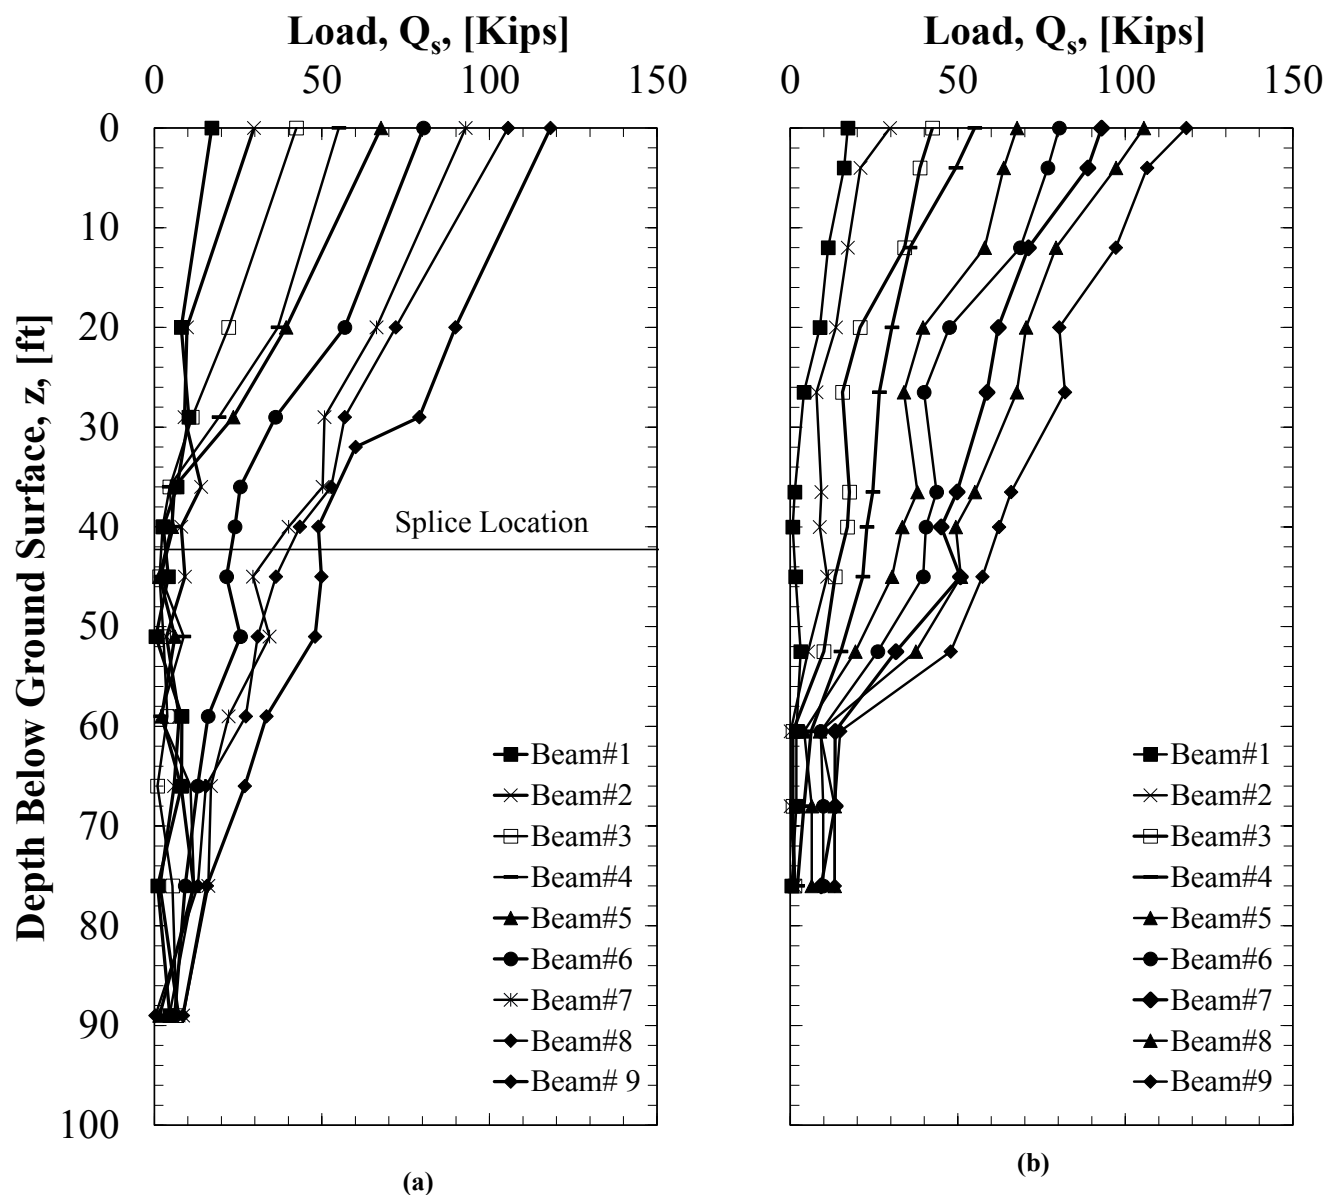 Load, Qs, [Kips]
0 50 100 150
Depth Below Ground Surface, z, [ft]
0
10
20
30
40
50
60
70
80
90
100
Splice Location
Beam#1
Beam#2
Beam#3
Beam#4
Beam#5
Beam#6
Beam#7
Beam#8
Beam# 9
(a)
Load, Qs, [Kips]
0 50 100 150
Beam#1
Beam#2
Beam#3
Beam#4
Beam#5
Beam#6
Beam#7
Beam#8
Beam#9
(b)